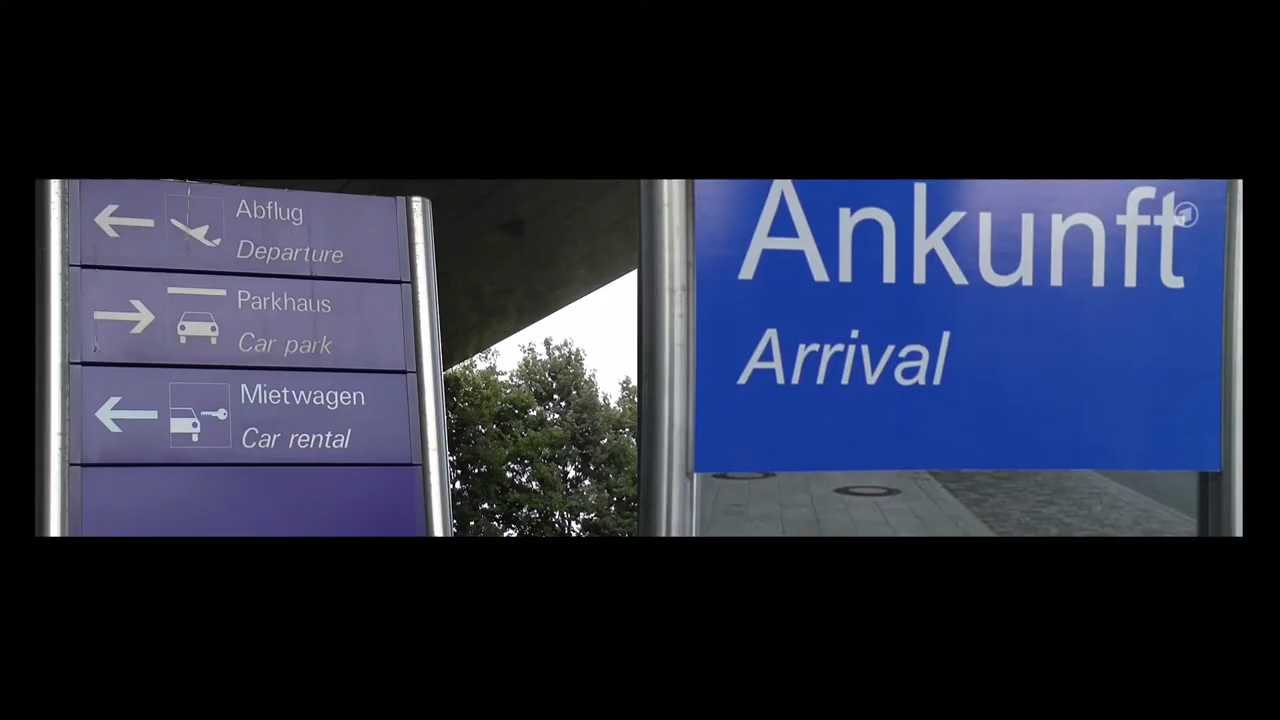 Abflug
Departure
Parkhaus
Car park
Mietwagen
Car rental
Ankunft
Arrival